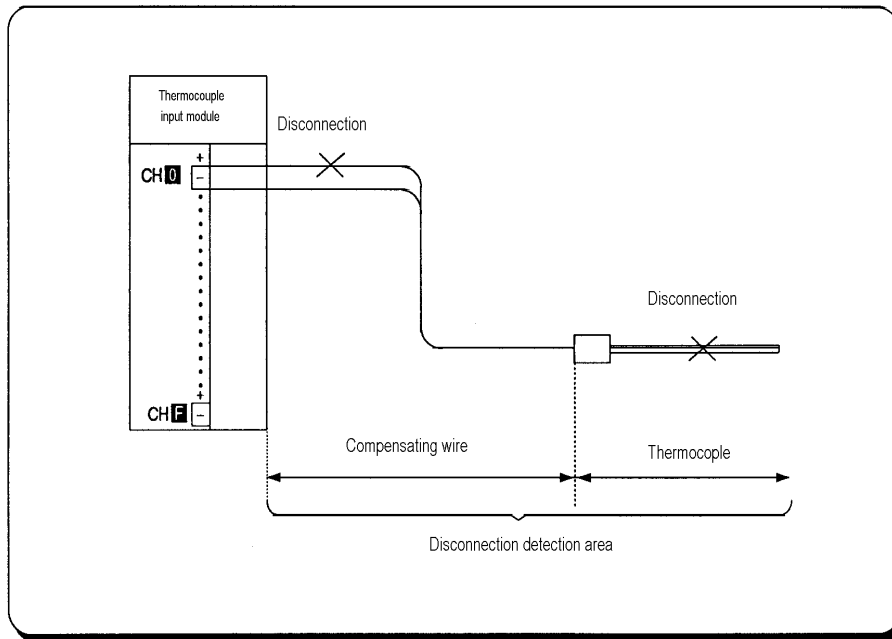 Thermocouple
input module
Disconnection
+
CH 0 −
Disconnection
+
CH F −
Compensating wire
Thermocople
Disconnection detection area